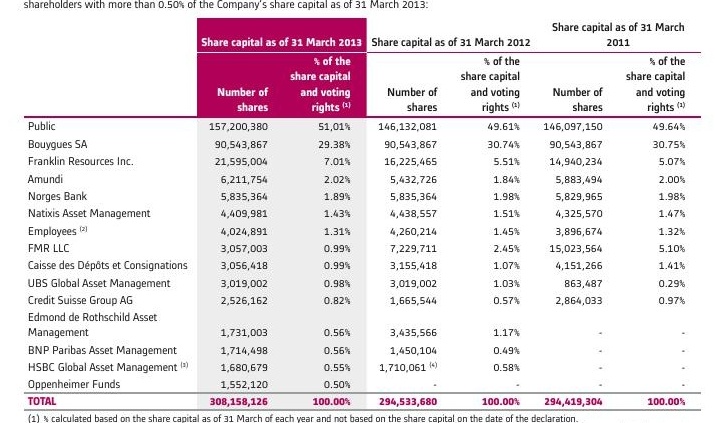 shareholders with more than 0.50% of the Company's share capital as of 31 March 2013:
Share capital as of 31 March 2013 Share capital as of 31 March 2012 Share capital as of 31 March 2011
Number of shares % of the share capital and voting rights (1) Number of shares % of the share capital and voting rights (1) Number of shares % of the share capital and voting rights (1)
Public 157,200,380 51,01% 146,132,081 49.61% 146,097,150 49.64%
Bouygues SA 90,543,867 29.38% 90,543,867 30.74% 90,543,867 30.75%
Franklin Resources Inc. 21,595,004 7.01% 16,225,465 5.51% 14,940,234 5.07%
Amundi 6,211,754 2.02% 5,432,726 1.84% 5,883,494 2.00%
Norges Bank 5,835,364 1.89% 5,835,364 1.98% 5,829,965 1.98%
Natixis Asset Management 4,409,981 1.43% 4,438,557 1.51% 4,325,570 1.47%
Employees (2) 4,024,891 1.31% 4,260,214 1.45% 3,896,674 1.32%
FMR LLC 3,057,003 0.99% 7,229,711 2.45% 15,023,564 5.10%
Caisse des Dépôts et Consignations 3,056,418 0.99% 3,155,418 1.07% 4,151,266 1.41%
UBS Global Asset Management 3,019,002 0.98% 3,019,002 1.03% 863,487 0.29%
Credit Suisse Group AG 2,526,162 0.82% 1,665,544 0.57% 2,864,033 0.97%
Edmond de Rothschild Asset
Management 1,731,003 0.56% 3,435,566 1.17% - -
BNP Paribas Asset Management 1,714,498 0.56% 1,450,104 0.49% - -
HSBC Global Asset Management (3) 1,680,679 0.55% 1,710,061 (4) 0.58% - -
Oppenheimer Funds 1,552,120 0.50% - - - -
TOTAL 308,158,126 100.00% 294,533,680 100.00% 294,419,304 100.00%
(1) % calculated based on the share capital as of 31 March of each year and not based on the share capital on the date of the declaration.